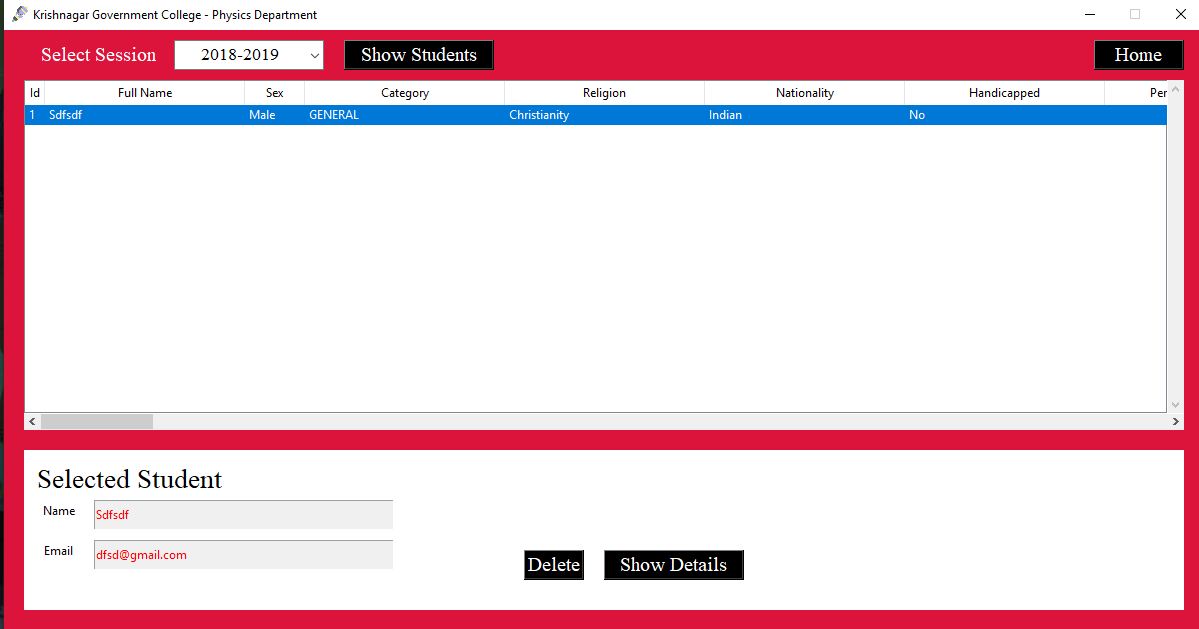 Krishnagar Government College - Physics Department
Select Session 2018-2019 Show Students Home
Id Full Name Sex Category Religion Nationality Handicapped Per
1 Sdfsdf Male GENERAL Christianity Indian No
Selected Student
Name Sdfsdf
Email dfsd@gmail.com
Delete Show Details